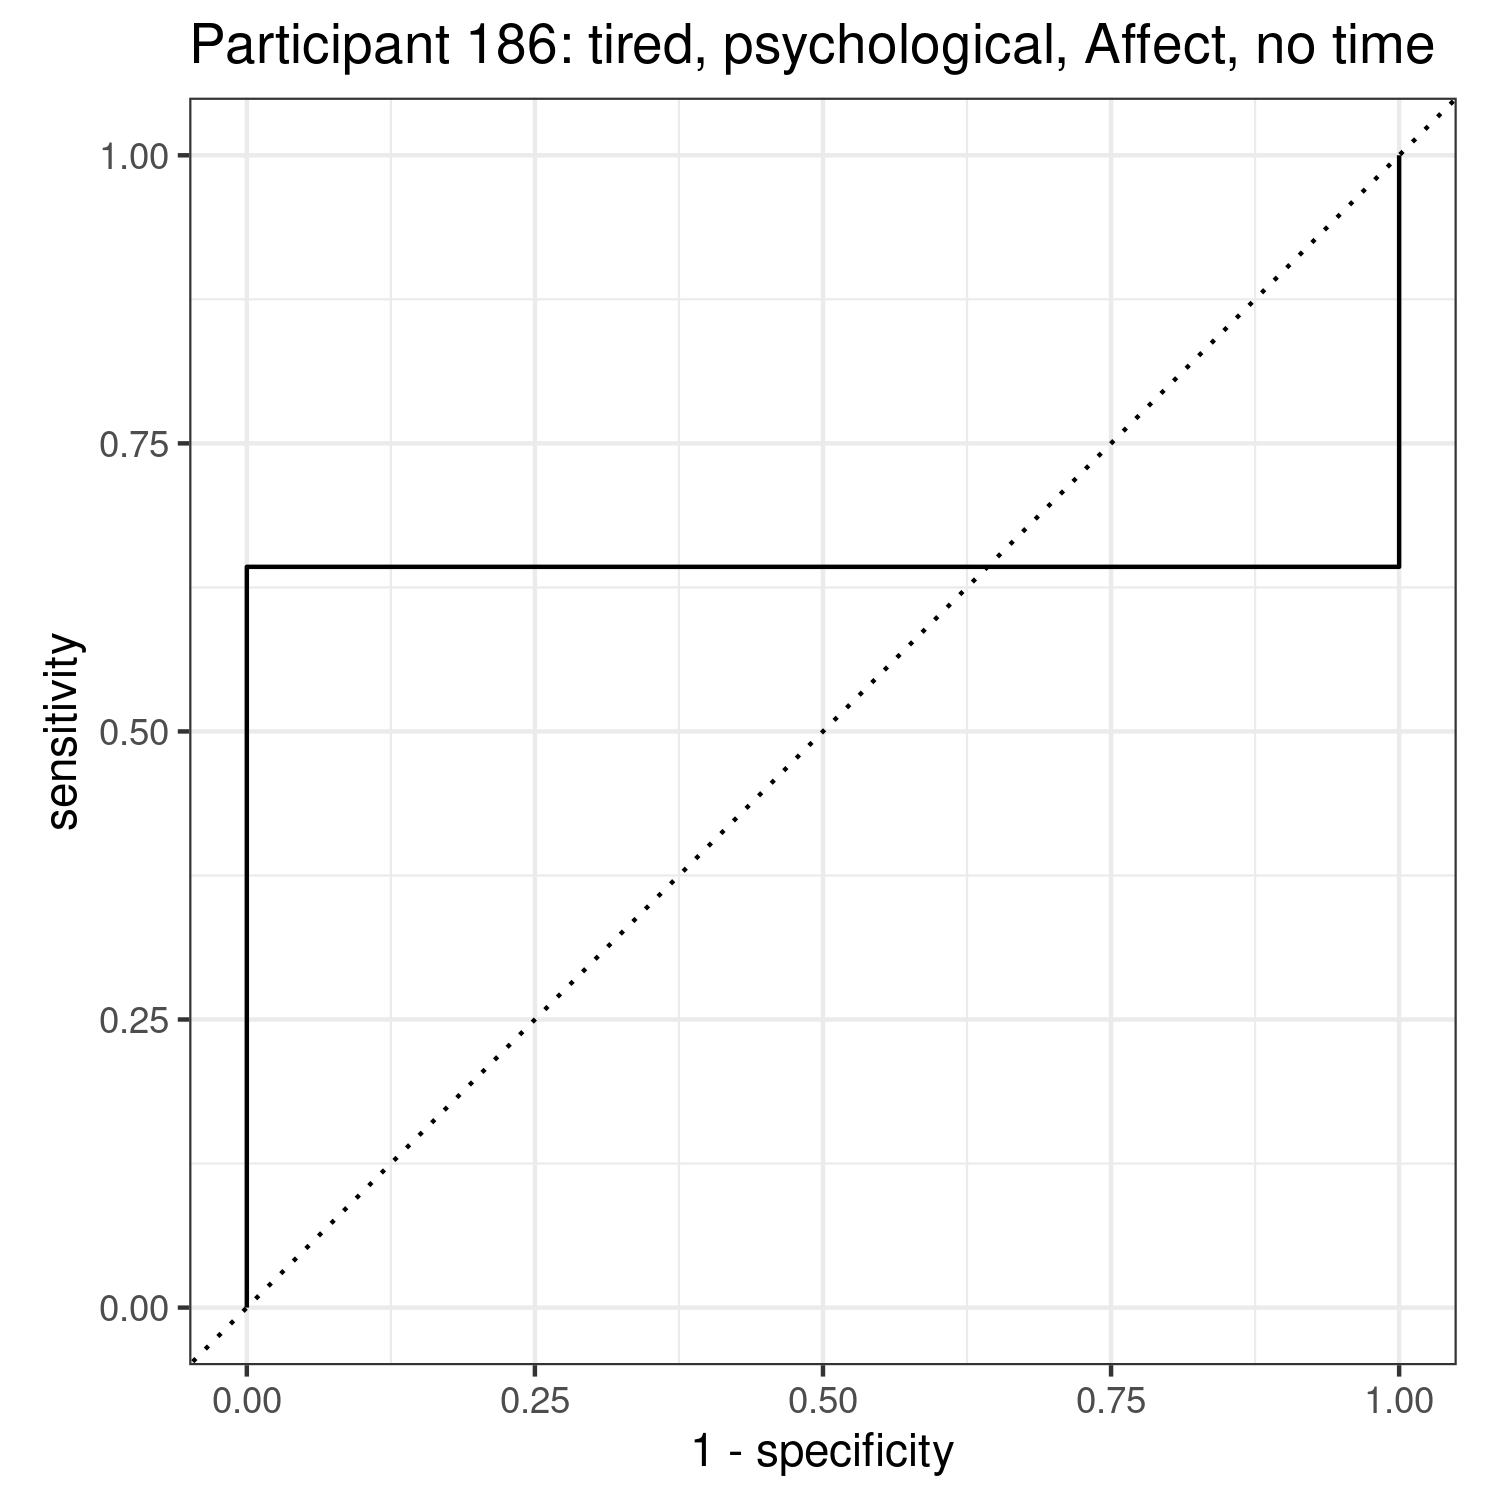 Participant 186: tired, psychological, Affect, no time
1.00
0.75
0.50
0.25
0.00
sensitivity
0.00 0.25 0.50 0.75 1.00
1 - specificity